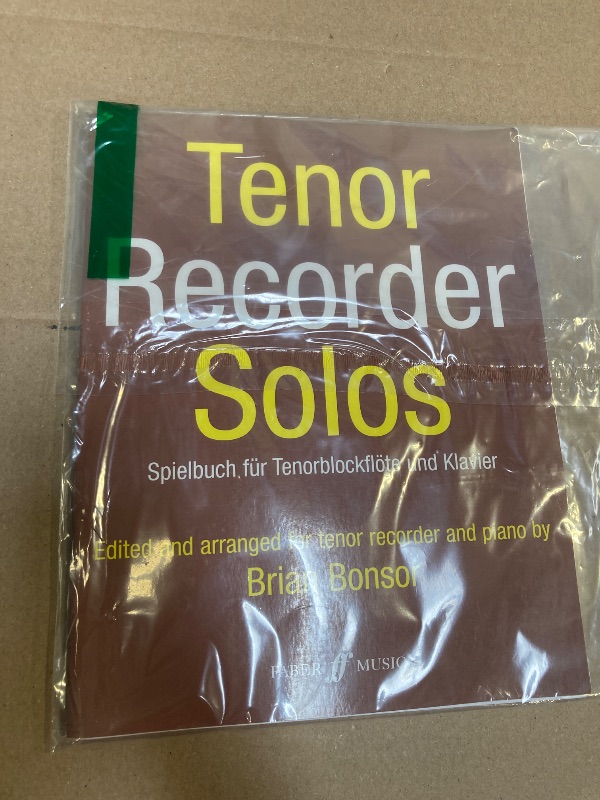 Tenor
Recorder
Solos
Spielbuch für Tenorblockflöte und Klavier
Edited and arranged for tenor recorder and piano by
Brian Bonsor
FABER ff MUSIC